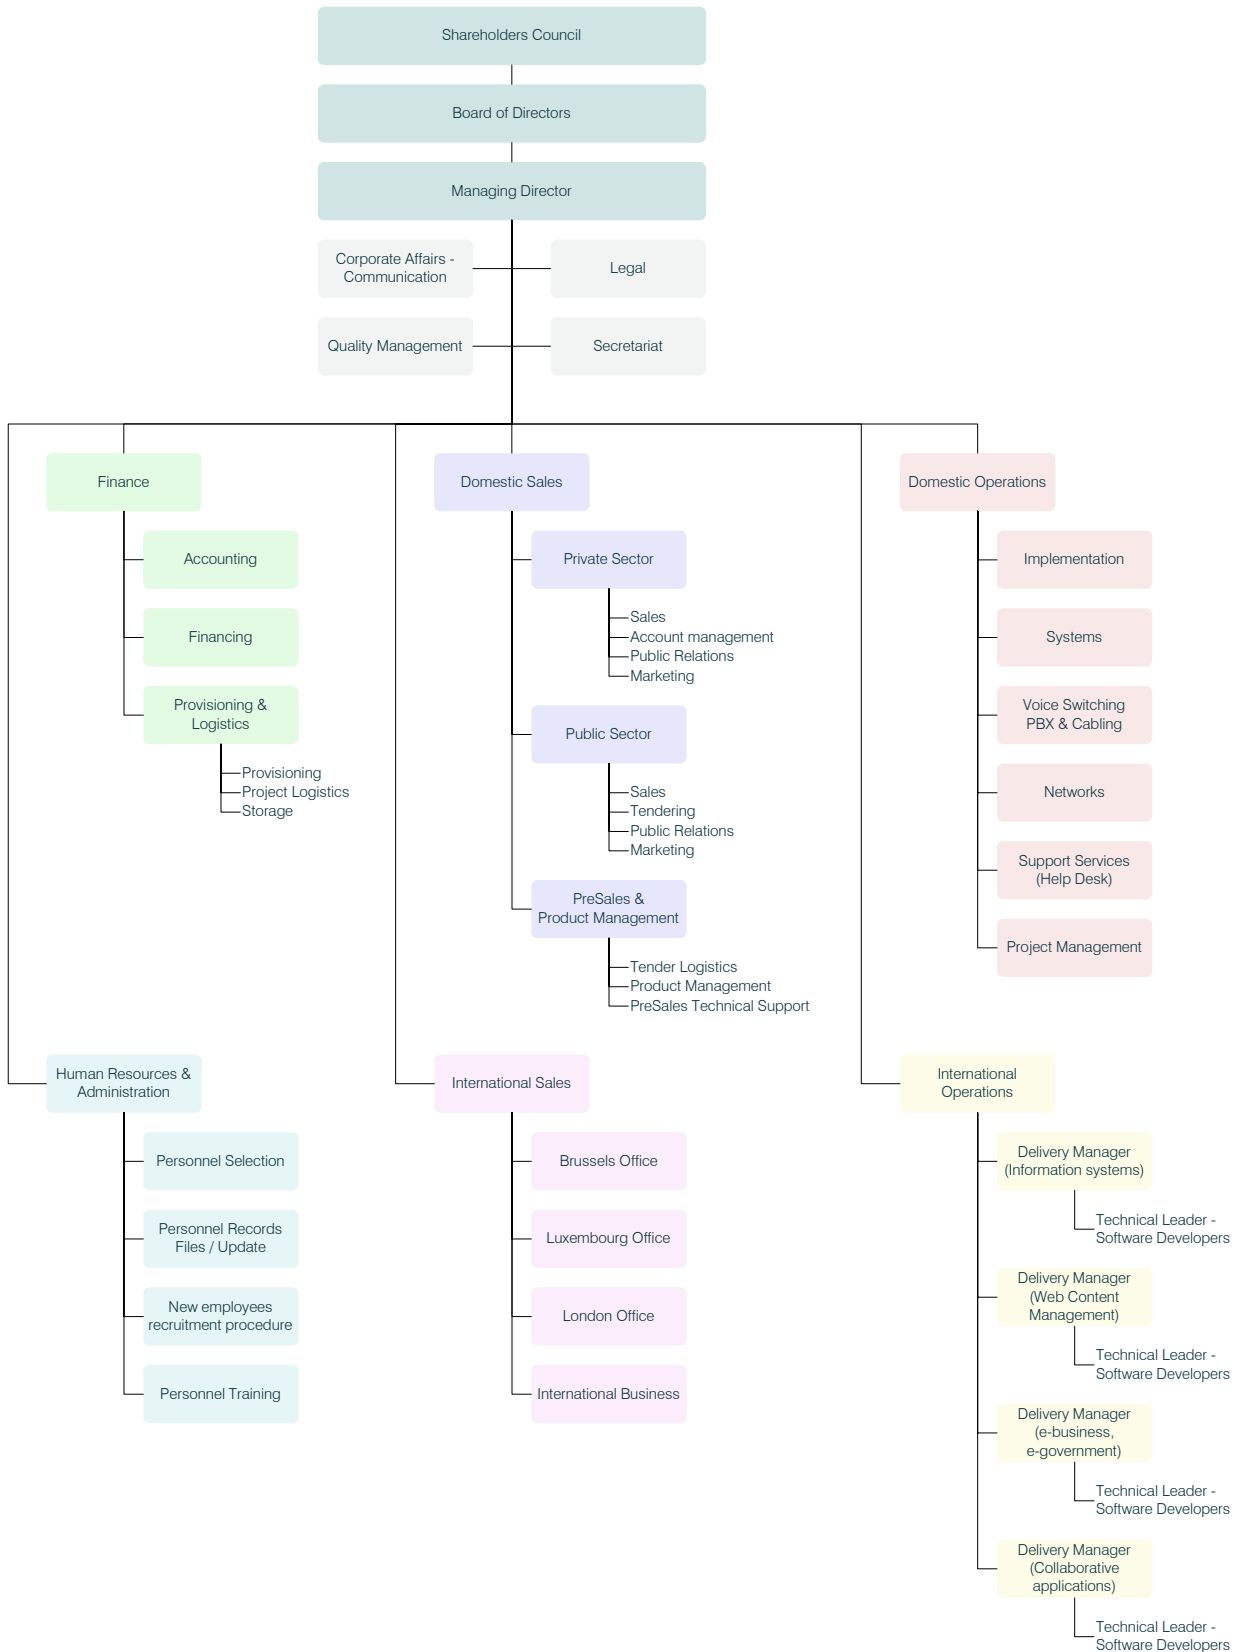 Shareholders Council
Board of Directors
Managing Director
Corporate Affairs -
Communication
Legal
Quality Management
Secretariat
Finance
Accounting
Financing
Provisioning &
Logistics
Provisioning
Project Logistics
Storage
Domestic Sales
Private Sector
Sales
Account management
Public Relations
Marketing
Public Sector
Sales
Tendering
Public Relations
Marketing
PreSales &
Product Management
Tender Logistics
Product Management
PreSales Technical Support
Domestic Operations
Implementation
Systems
Voice Switching
PBX & Cabling
Networks
Support Services
(Help Desk)
Project Management
Human Resources &
Administration
Personnel Selection
Personnel Records
Files / Update
New employees
recruitment procedure
Personnel Training
International Sales
Brussels Office
Luxembourg Office
London Office
International Business
International
Operations
Delivery Manager
(Information systems)
Technical Leader -
Software Developers
Delivery Manager
(Web Content
Management)
Technical Leader -
Software Developers
Delivery Manager
(e-business,
e-government)
Technical Leader -
Software Developers
Delivery Manager
(Collaborative
applications)
Technical Leader -
Software Developers